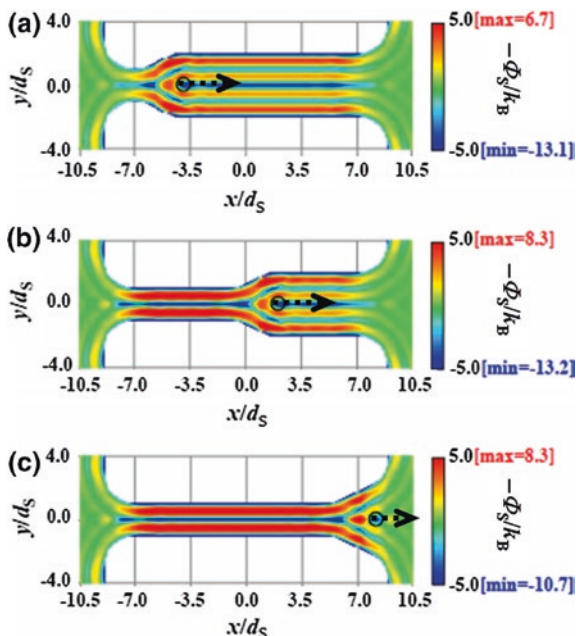 (a)
4.0
0.0
-4.0
y/dS
-10.5 -7.0 -3.5 0.0 3.5 7.0 10.5
x/dS
5.0[max=6.7]
-ΦS/kB
-5.0[min=-13.1]
(b)
4.0
0.0
-4.0
y/dS
-10.5 -7.0 -3.5 0.0 3.5 7.0 10.5
x/dS
5.0[max=8.3]
-ΦS/kB
-5.0[min=-13.2]
(c)
4.0
0.0
-4.0
y/dS
-10.5 -7.0 -3.5 0.0 3.5 7.0 10.5
x/dS
5.0[max=8.3]
-ΦS/kB
-5.0[min=-10.7]